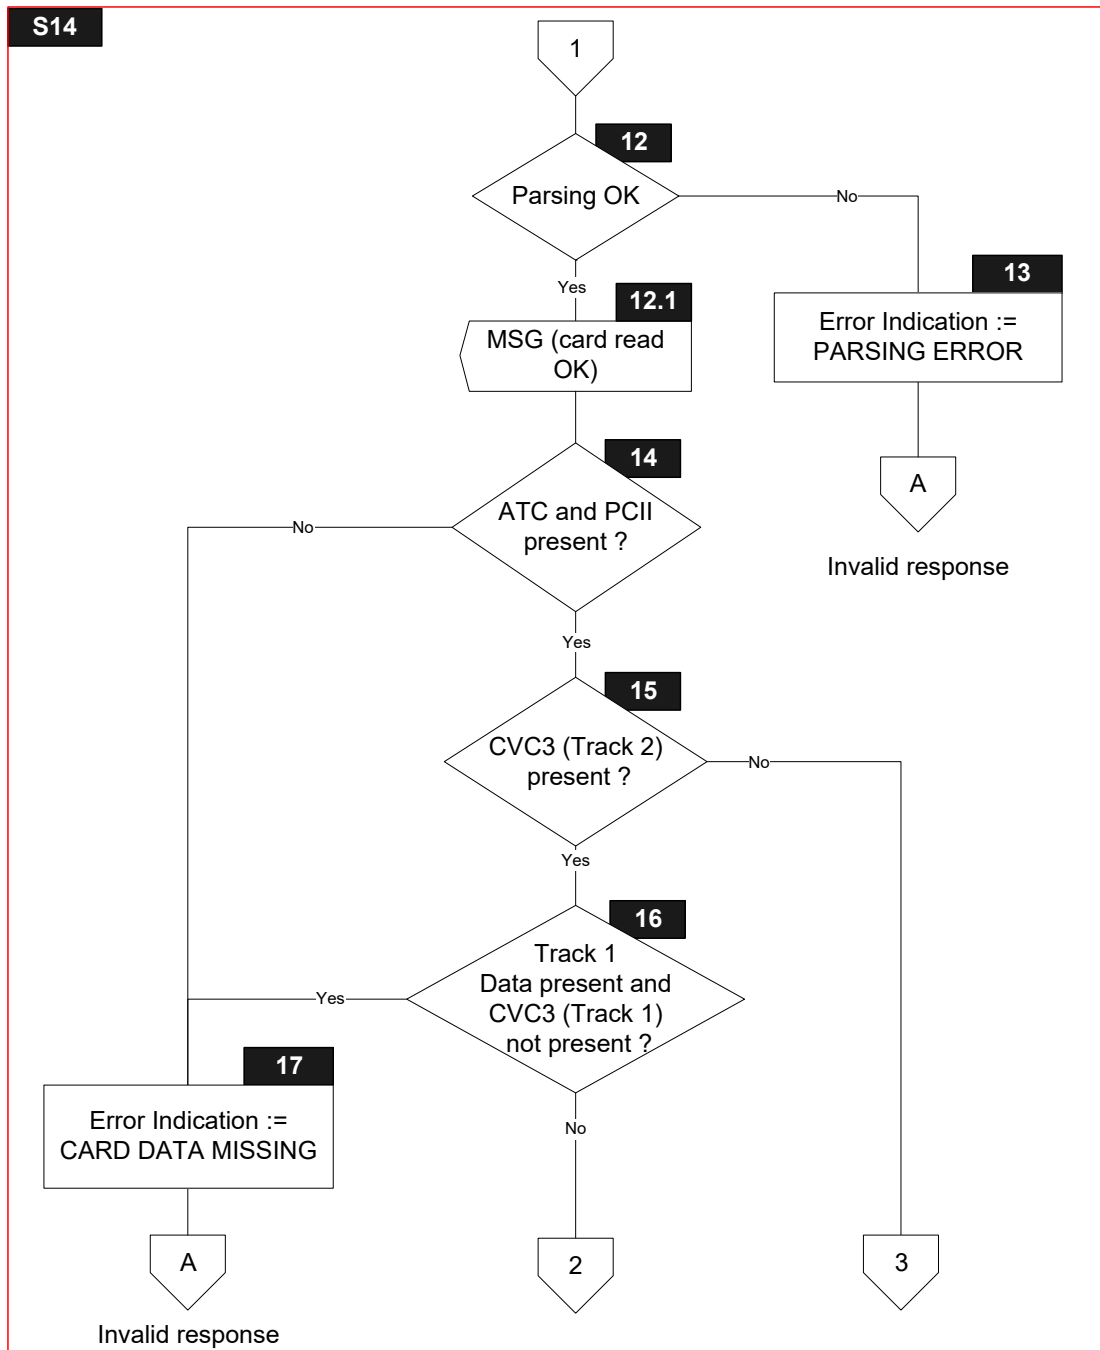 S14
1
12
Parsing OK
No
Yes
12.1
MSG (card read
OK)
13
Error Indication :=
PARSING ERROR
14
ATC and PCII
present ?
No
A
Invalid response
Yes
15
CVC3 (Track 2)
present ?
No
Yes
16
Track 1
Data present and
CVC3 (Track 1)
not present ?
Yes
17
Error Indication :=
CARD DATA MISSING
No
A
2
3
Invalid response